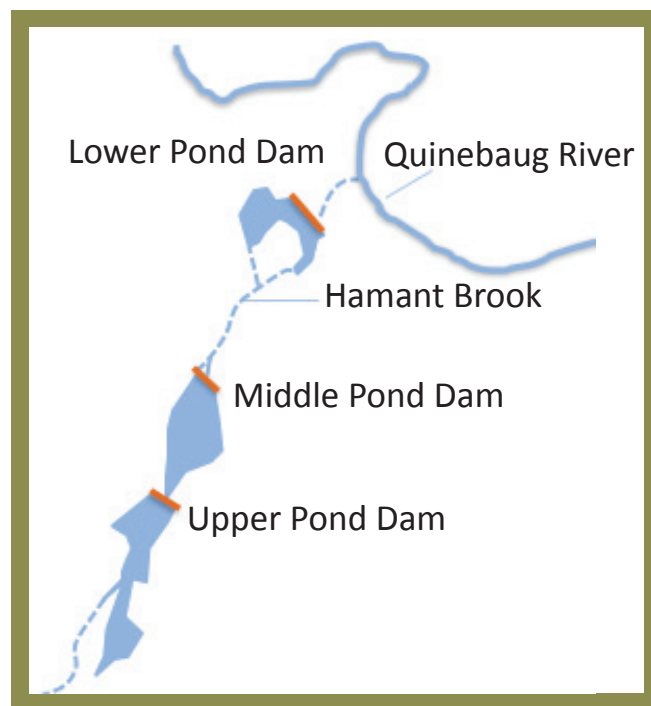 Lower Pond Dam
Quinebaug River
Hamant Brook
Middle Pond Dam
Upper Pond Dam